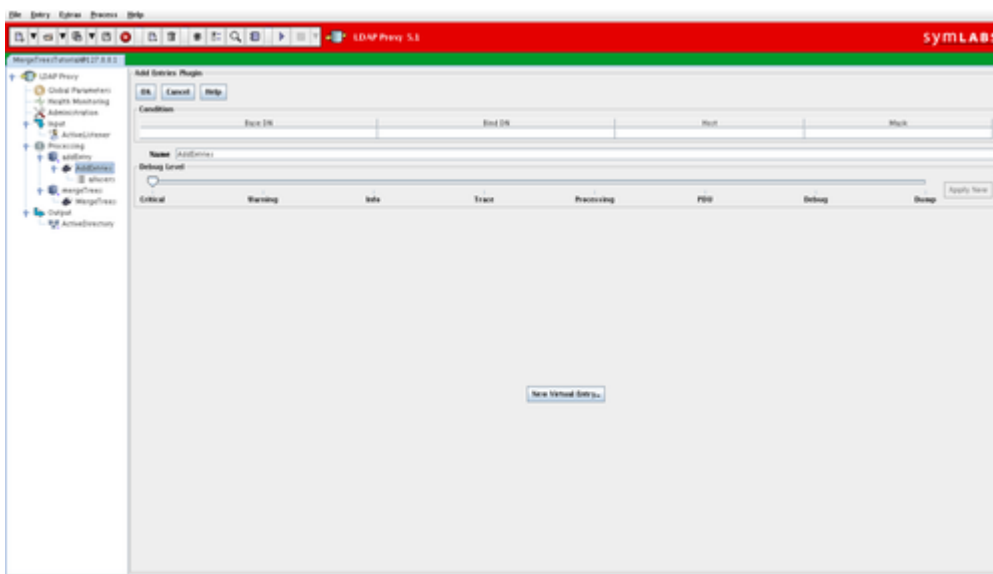 File Entry Extras Process Help
LDAP Proxy 5.1
symLABS
MergeTreesTutorial@127.0.0.1
LDAP Proxy
Global Parameters
Health Monitoring
Administration
Input
ActiveListener
Processing
addEntry
AddEntries
mergeTrees
MergeTrees
Output
ActiveDirectory
Add Entries Plugin
Ok Cancel Help
Condition
Base DN Bind DN Host Mask
Name AddEntries
Debug Level
Apply Now
Critical Warning Info Trace Processing PDU Debug Dump
New Virtual Entry...